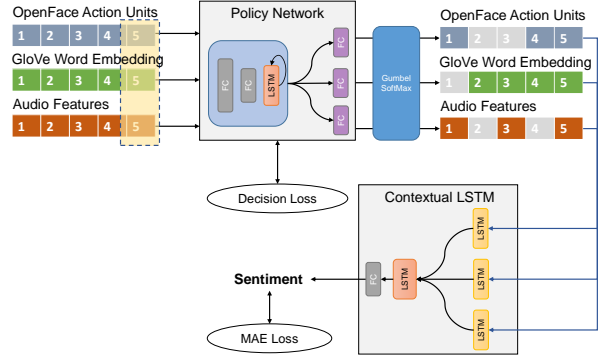 OpenFace Action Units
1 2 3 4 5
GloVe Word Embedding
1 2 3 4 5
Audio Features
1 2 3 4 5
Policy Network
FC
FC
LSTM
FC
FC
FC
Gumbel
SoftMax
OpenFace Action Units
1 2 3 4 5
GloVe Word Embedding
1 2 3 4 5
Audio Features
1 2 3 4 5
Decision Loss
Contextual LSTM
LSTM
LSTM
LSTM
LSTM
FC
Sentiment
MAE Loss